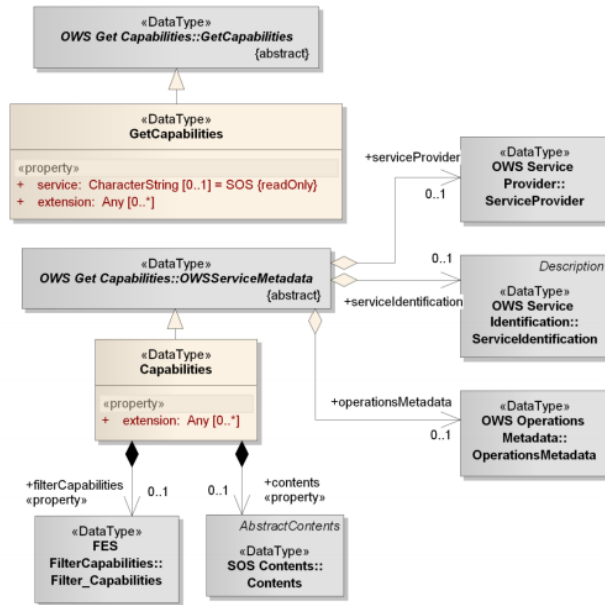 «DataType»
OWS Get Capabilities::GetCapabilities
{abstract}
«DataType»
GetCapabilities
«property»
+ service: CharacterString [0..1] = SOS {readOnly}
+ extension: Any [0..*]
+serviceProvider
0..1
«DataType»
OWS Service
Provider::
ServiceProvider
«DataType»
OWS Get Capabilities::OWSServiceMetadata
{abstract}
0..1
+serviceIdentification
Description
«DataType»
OWS Service
Identification::
ServiceIdentification
«DataType»
Capabilities
«property»
+ extension: Any [0..*]
+operationsMetadata
0..1
«DataType»
OWS Operations
Metadata::
OperationsMetadata
+filterCapabilities
«property»
0..1
0..1
+contents
«property»
«DataType»
FES
FilterCapabilities::
Filter_Capabilities
AbstractContents
«DataType»
SOS Contents::
Contents